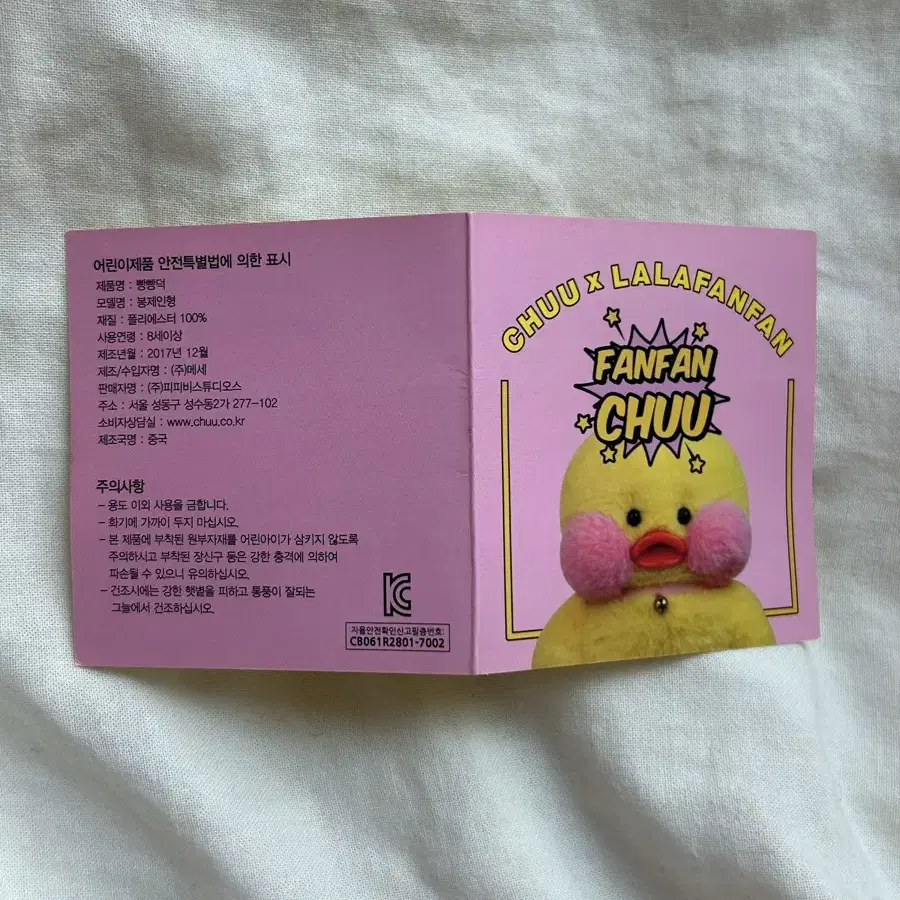 어린이제품 안전특별법에 의한 표시
제품명 : 빵빵덕
모델명 : 봉제인형
재질 : 폴리에스터 100%
사용연령 : 8세이상
제조년월 : 2017년 12월
제조/수입자명 : (주)메세
판매자명 : (주)피피비스튜디오스
주소 : 서울 성동구 성수동2가 277-102
소비자상담실 : www.chuu.co.kr
제조국명 : 중국
주의사항
- 용도 이외 사용을 금합니다.
- 화기에 가까이 두지 마십시오.
- 본 제품에 부착된 원부자재를 어린아이가 삼키지 않도록
주의하시고 부착된 장신구 등은 강한 충격에 의하여
파손될 수 있으니 유의하십시오.
- 건조시에는 강한 햇볕을 피하고 통풍이 잘되는
그늘에서 건조하십시오.
KC
자율안전확인신고필증번호:
CB061R2801-7002
CHUU x LALAFANFAN
FANFAN
CHUU